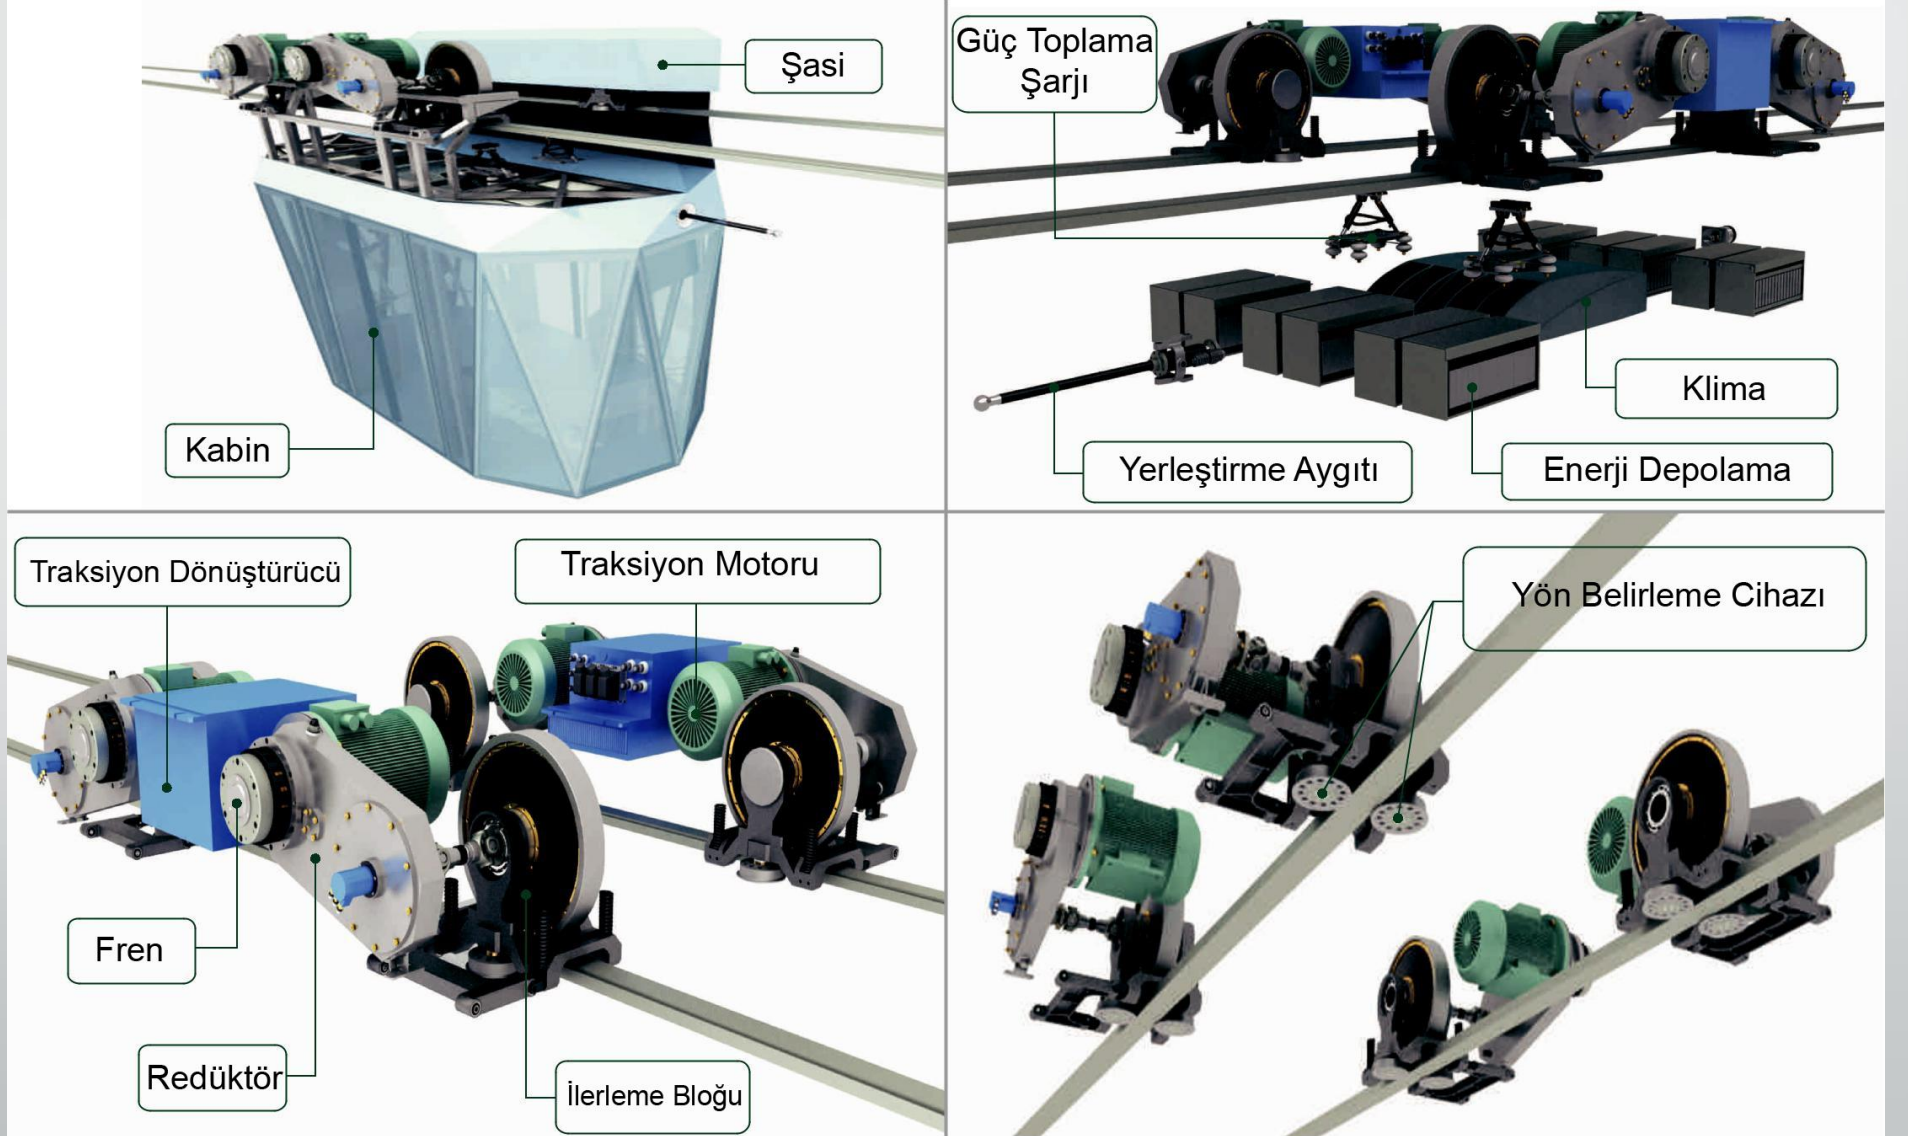 Şasi
Kabin
Güç Toplama
Şarjı
Klima
Yerleştirme Aygıtı
Enerji Depolama
Traksiyon Dönüştürücü
Traksiyon Motoru
Fren
Redüktör
İlerleme Bloğu
Yön Belirleme Cihazı